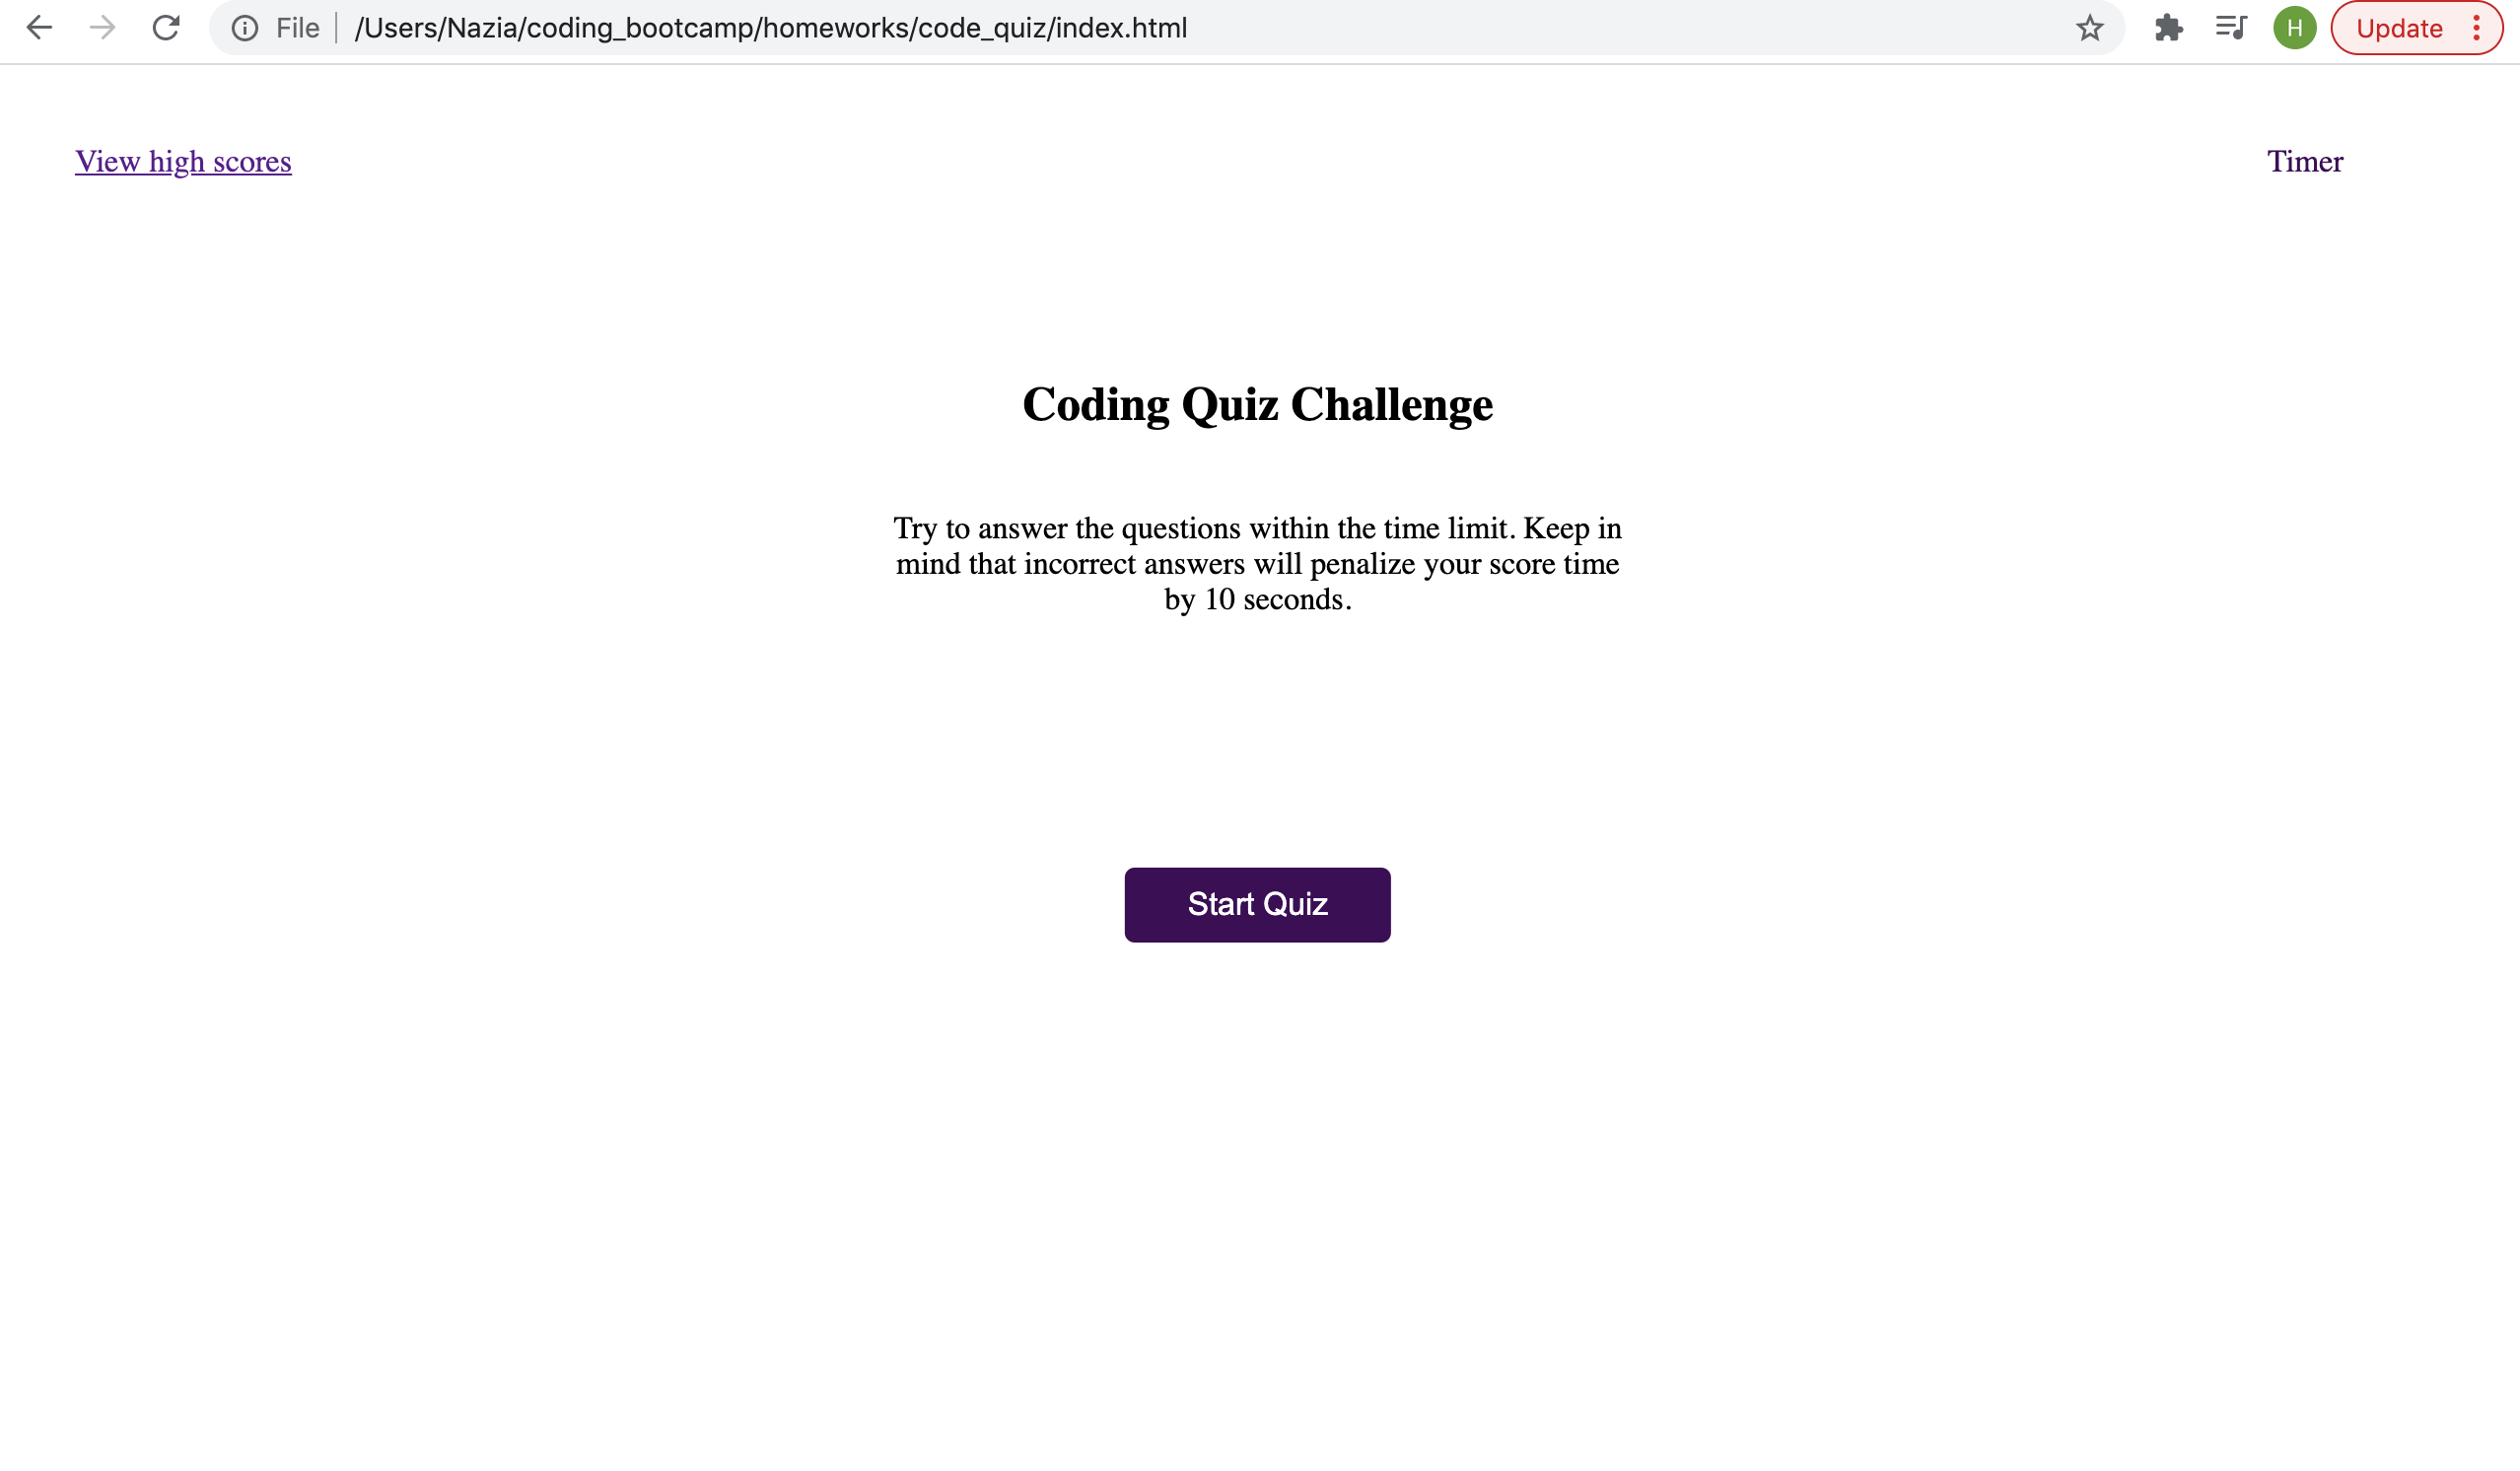 File /Users/Nazia/coding_bootcamp/homeworks/code_quiz/index.html H Update
View high scores Timer
Coding Quiz Challenge
Try to answer the questions within the time limit. Keep in
mind that incorrect answers will penalize your score time
by 10 seconds.
Start Quiz